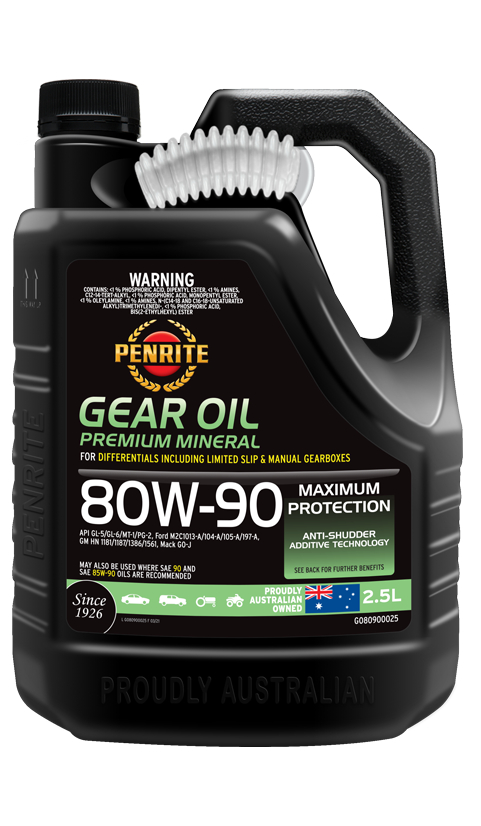 WARNING
CONTAINS: <1 % PHOSPHORIC ACID, DIPENTYL ESTER, <1 % AMINES,
C12-14-TERT-ALKYL, <1 % PHOSPHORIC ACID, MONOPENTYL ESTER,
<1 % OLEYLAMINE, <1 % AMINES, N-(C14-18 AND C16-18-UNSATURATED
ALKYL)TRIMETHYLENEDI-, <1 % PHOSPHORIC ACID,
BIS(2-ETHYLHEXYL) ESTER
PENRITE
GEAR OIL
PREMIUM MINERAL
FOR DIFFERENTIALS INCLUDING LIMITED SLIP & MANUAL GEARBOXES
80W-90
MAXIMUM
PROTECTION
API GL-5/GL-6/MT-1/PG-2, Ford M2C1013-A/104-A/105-A/197-A,
GM HN 1181/1187/1386/1561, Mack GO-J
ANTI-SHUDDER
ADDITIVE TECHNOLOGY
MAY ALSO BE USED WHERE SAE 90 AND
SAE 85W-90 OILS ARE RECOMMENDED
SEE BACK FOR FURTHER BENEFITS
Since
1926
PROUDLY
AUSTRALIAN
OWNED
2.5L
L G080900025 F 02/21
G080900025
PENRITE
PROUDLY AUSTRALIAN